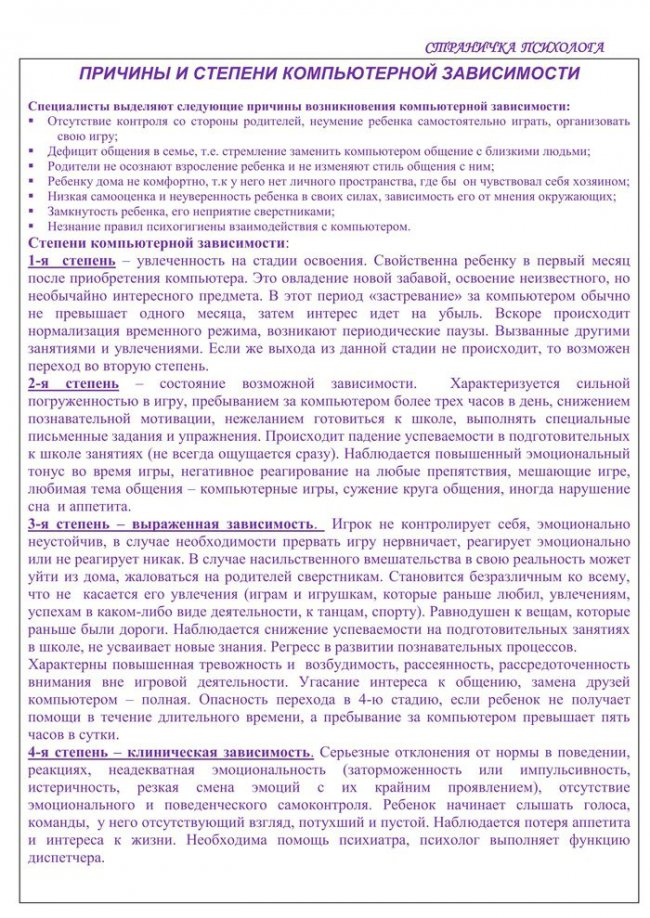 СТРАНИЧКА ПСИХОЛОГА
ПРИЧИНЫ И СТЕПЕНИ КОМПЬЮТЕРНОЙ ЗАВИСИМОСТИ
Специалисты выделяют следующие причины возникновения компьютерной зависимости:
▪ Отсутствие контроля со стороны родителей, неумение ребенка самостоятельно играть, организовать
свою игру;
▪ Дефицит общения в семье, т.е. стремление заменить компьютером общение с близкими людьми;
▪ Родители не осознают взросление ребенка и не изменяют стиль общения с ним;
▪ Ребенку дома не комфортно, т.к у него нет личного пространства, где бы он чувствовал себя хозяином;
▪ Низкая самооценка и неуверенность ребенка в своих силах, зависимость его от мнения окружающих;
▪ Замкнутость ребенка, его неприятие сверстниками;
▪ Незнание правил психогигиены взаимодействия с компьютером.
Степени компьютерной зависимости:
1-я степень – увлеченность на стадии освоения. Свойственна ребенку в первый месяц
после приобретения компьютера. Это овладение новой забавой, освоение неизвестного, но
необычайно интересного предмета. В этот период «застревание» за компьютером обычно
не превышает одного месяца, затем интерес идет на убыль. Вскоре происходит
нормализация временного режима, возникают периодические паузы. Вызванные другими
занятиями и увлечениями. Если же выхода из данной стадии не происходит, то возможен
переход во вторую степень.
2-я степень – состояние возможной зависимости. Характеризуется сильной
погруженностью в игру, пребыванием за компьютером более трех часов в день, снижением
познавательной мотивации, нежеланием готовиться к школе, выполнять специальные
письменные задания и упражнения. Происходит падение успеваемости в подготовительных
к школе занятиях (не всегда ощущается сразу). Наблюдается повышенный эмоциональный
тонус во время игры, негативное реагирование на любые препятствия, мешающие игре,
любимая тема общения – компьютерные игры, сужение круга общения, иногда нарушение
сна и аппетита.
3-я степень – выраженная зависимость. Игрок не контролирует себя, эмоционально
неустойчив, в случае необходимости прервать игру нервничает, реагирует эмоционально
или не реагирует никак. В случае насильственного вмешательства в свою реальность может
уйти из дома, жаловаться на родителей сверстникам. Становится безразличным ко всему,
что не касается его увлечения (играм и игрушкам, которые раньше любил, увлечениям,
успехам в каком-либо виде деятельности, к танцам, спорту). Равнодушен к вещам, которые
раньше были дороги. Наблюдается снижение успеваемости на подготовительных занятиях
в школе, не усваивает новые знания. Регресс в развитии познавательных процессов.
Характерны повышенная тревожность и возбудимость, рассеянность, рассредоточенность
внимания вне игровой деятельности. Угасание интереса к общению, замена друзей
компьютером – полная. Опасность перехода в 4-ю стадию, если ребенок не получает
помощи в течение длительного времени, а пребывание за компьютером превышает пять
часов в сутки.
4-я степень – клиническая зависимость. Серьезные отклонения от нормы в поведении,
реакциях, неадекватная эмоциональность (заторможенность или импульсивность,
истеричность, резкая смена эмоций с их крайним проявлением), отсутствие
эмоционального и поведенческого самоконтроля. Ребенок начинает слышать голоса,
команды, у него отсутствующий взгляд, потухший и пустой. Наблюдается потеря аппетита
и интереса к жизни. Необходима помощь психиатра, психолог выполняет функцию
диспетчера.